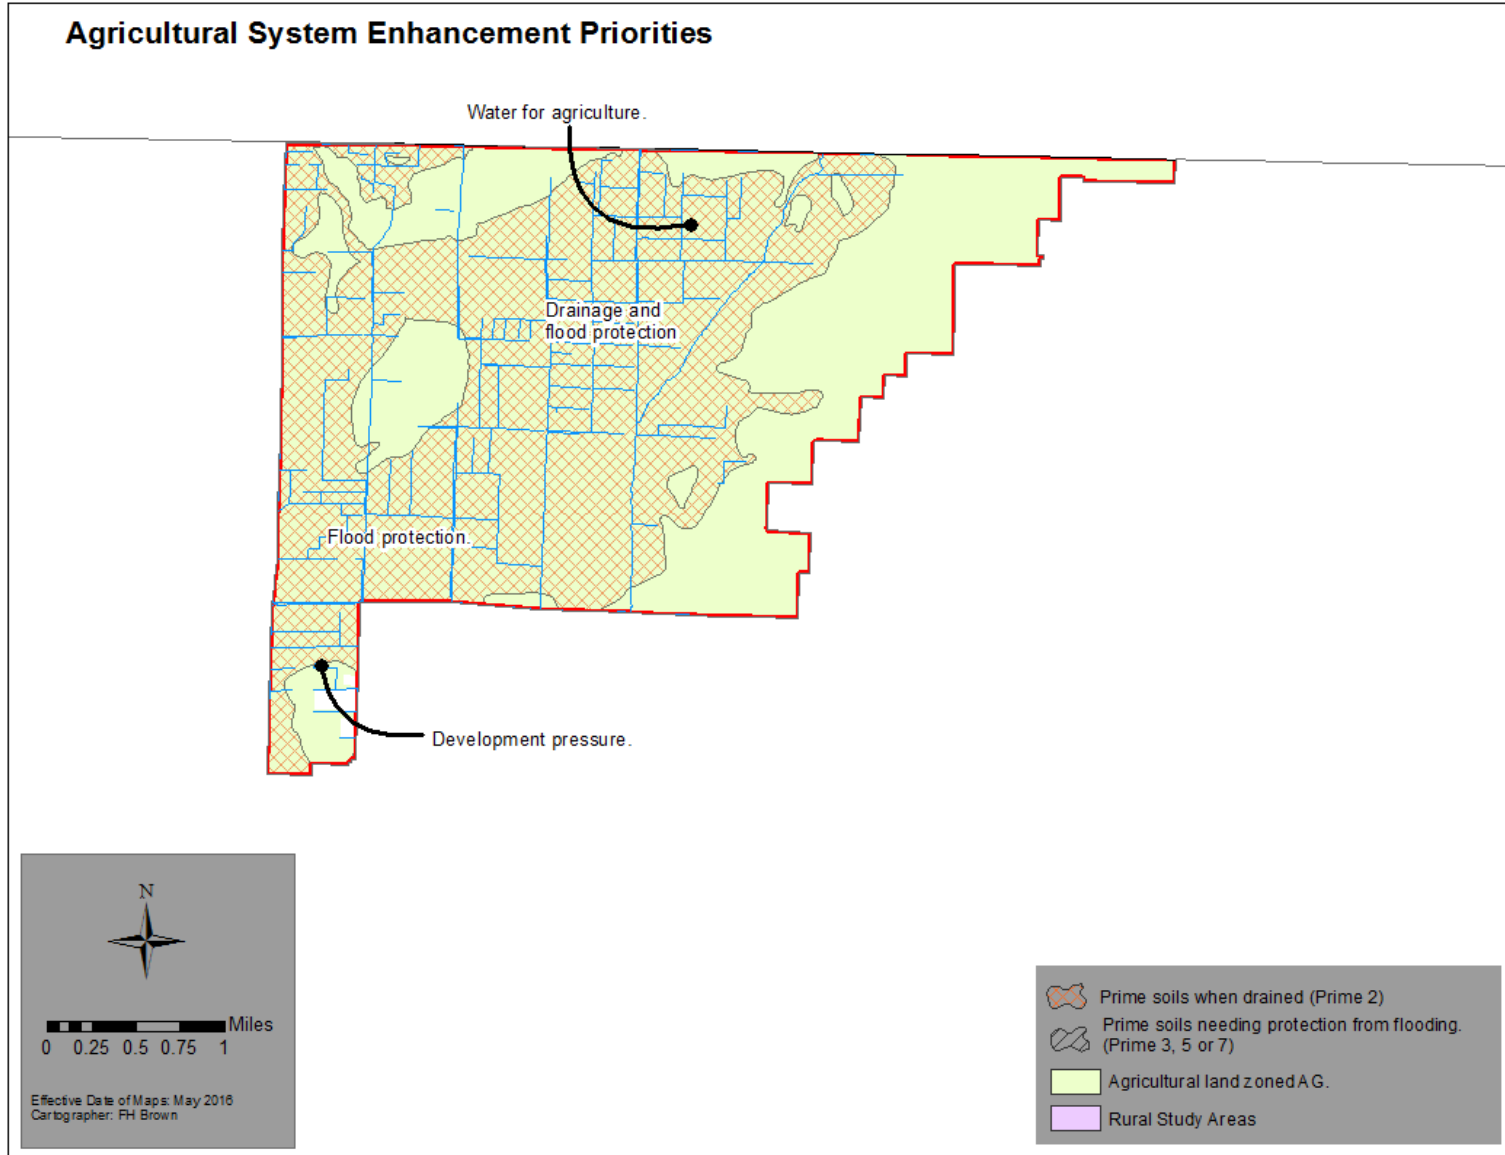 Agricultural System Enhancement Priorities
Water for agriculture.
Drainage and
flood protection
Flood protection.
Development pressure.
N
Miles
0 0.25 0.5 0.75 1
Effective Date of Maps: May 2016
Cartographer: FH Brown
Prime soils when drained (Prime 2)
Prime soils needing protection from flooding.
(Prime 3, 5 or 7)
Agricultural land zoned AG.
Rural Study Areas